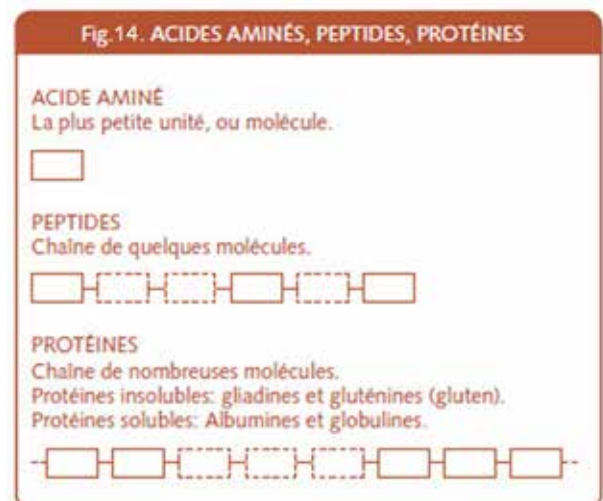 Fig.14. ACIDES AMINÉS, PEPTIDES, PROTÉINES
ACIDE AMINÉ
La plus petite unité, ou molécule.
PEPTIDES
Chaîne de quelques molécules.
PROTÉINES
Chaîne de nombreuses molécules.
Protéines insolubles: gliadines et gluténines (gluten).
Protéines solubles: Albumines et globulines.